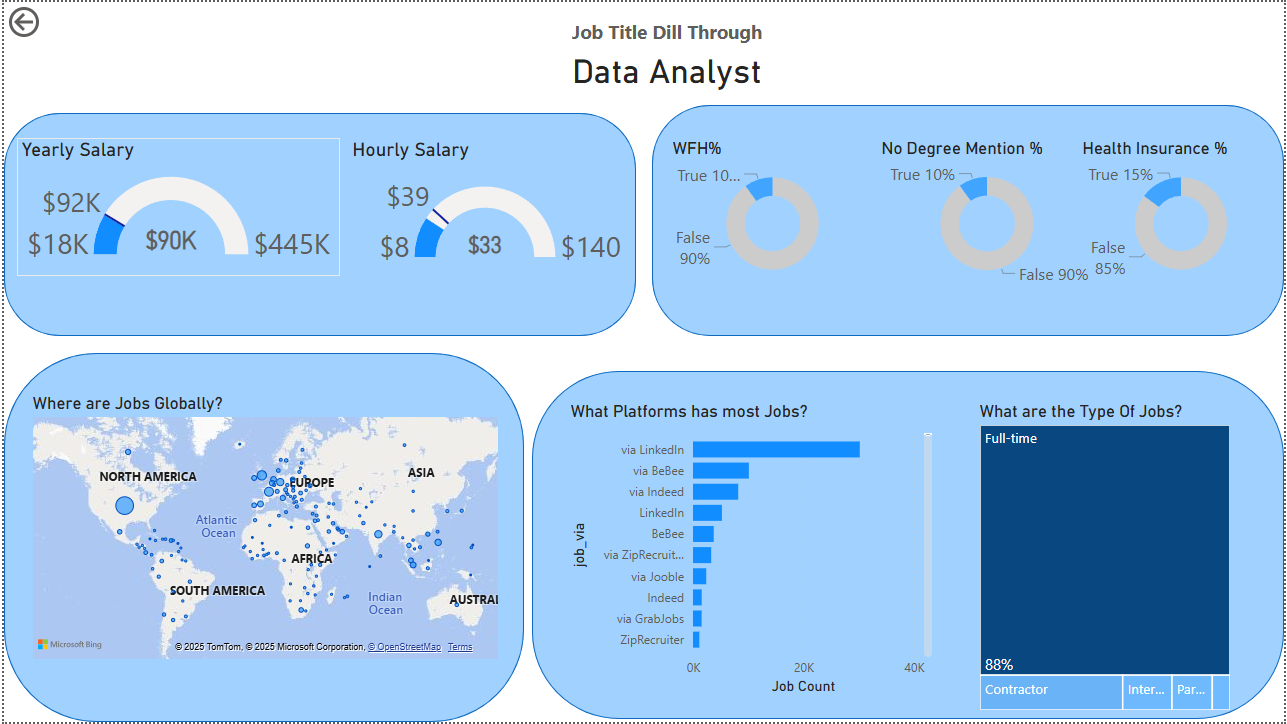 Job Title Dill Through
Data Analyst
Yearly Salary
$92K
$18K
$90K
$445K
Hourly Salary
$39
$8
$33
$140
WFH%
True 10...
False
90%
No Degree Mention %
True 10%
False 90%
Health Insurance %
True 15%
False
85%
Where are Jobs Globally?
NORTH AMERICA
EUROPE
ASIA
Atlantic
Ocean
AFRICA
SOUTH AMERICA
Indian
Ocean
AUSTRAL
Microsoft Bing
© 2025 TomTom, © 2025 Microsoft Corporation, © OpenStreetMap Terms
What Platforms has most Jobs?
job_via
via LinkedIn
via BeBee
via Indeed
LinkedIn
BeBee
via ZipRecruit...
via Jooble
Indeed
via GrabJobs
ZipRecruiter
0K
20K
40K
Job Count
What are the Type Of Jobs?
Full-time
88%
Contractor
Inter...
Par...